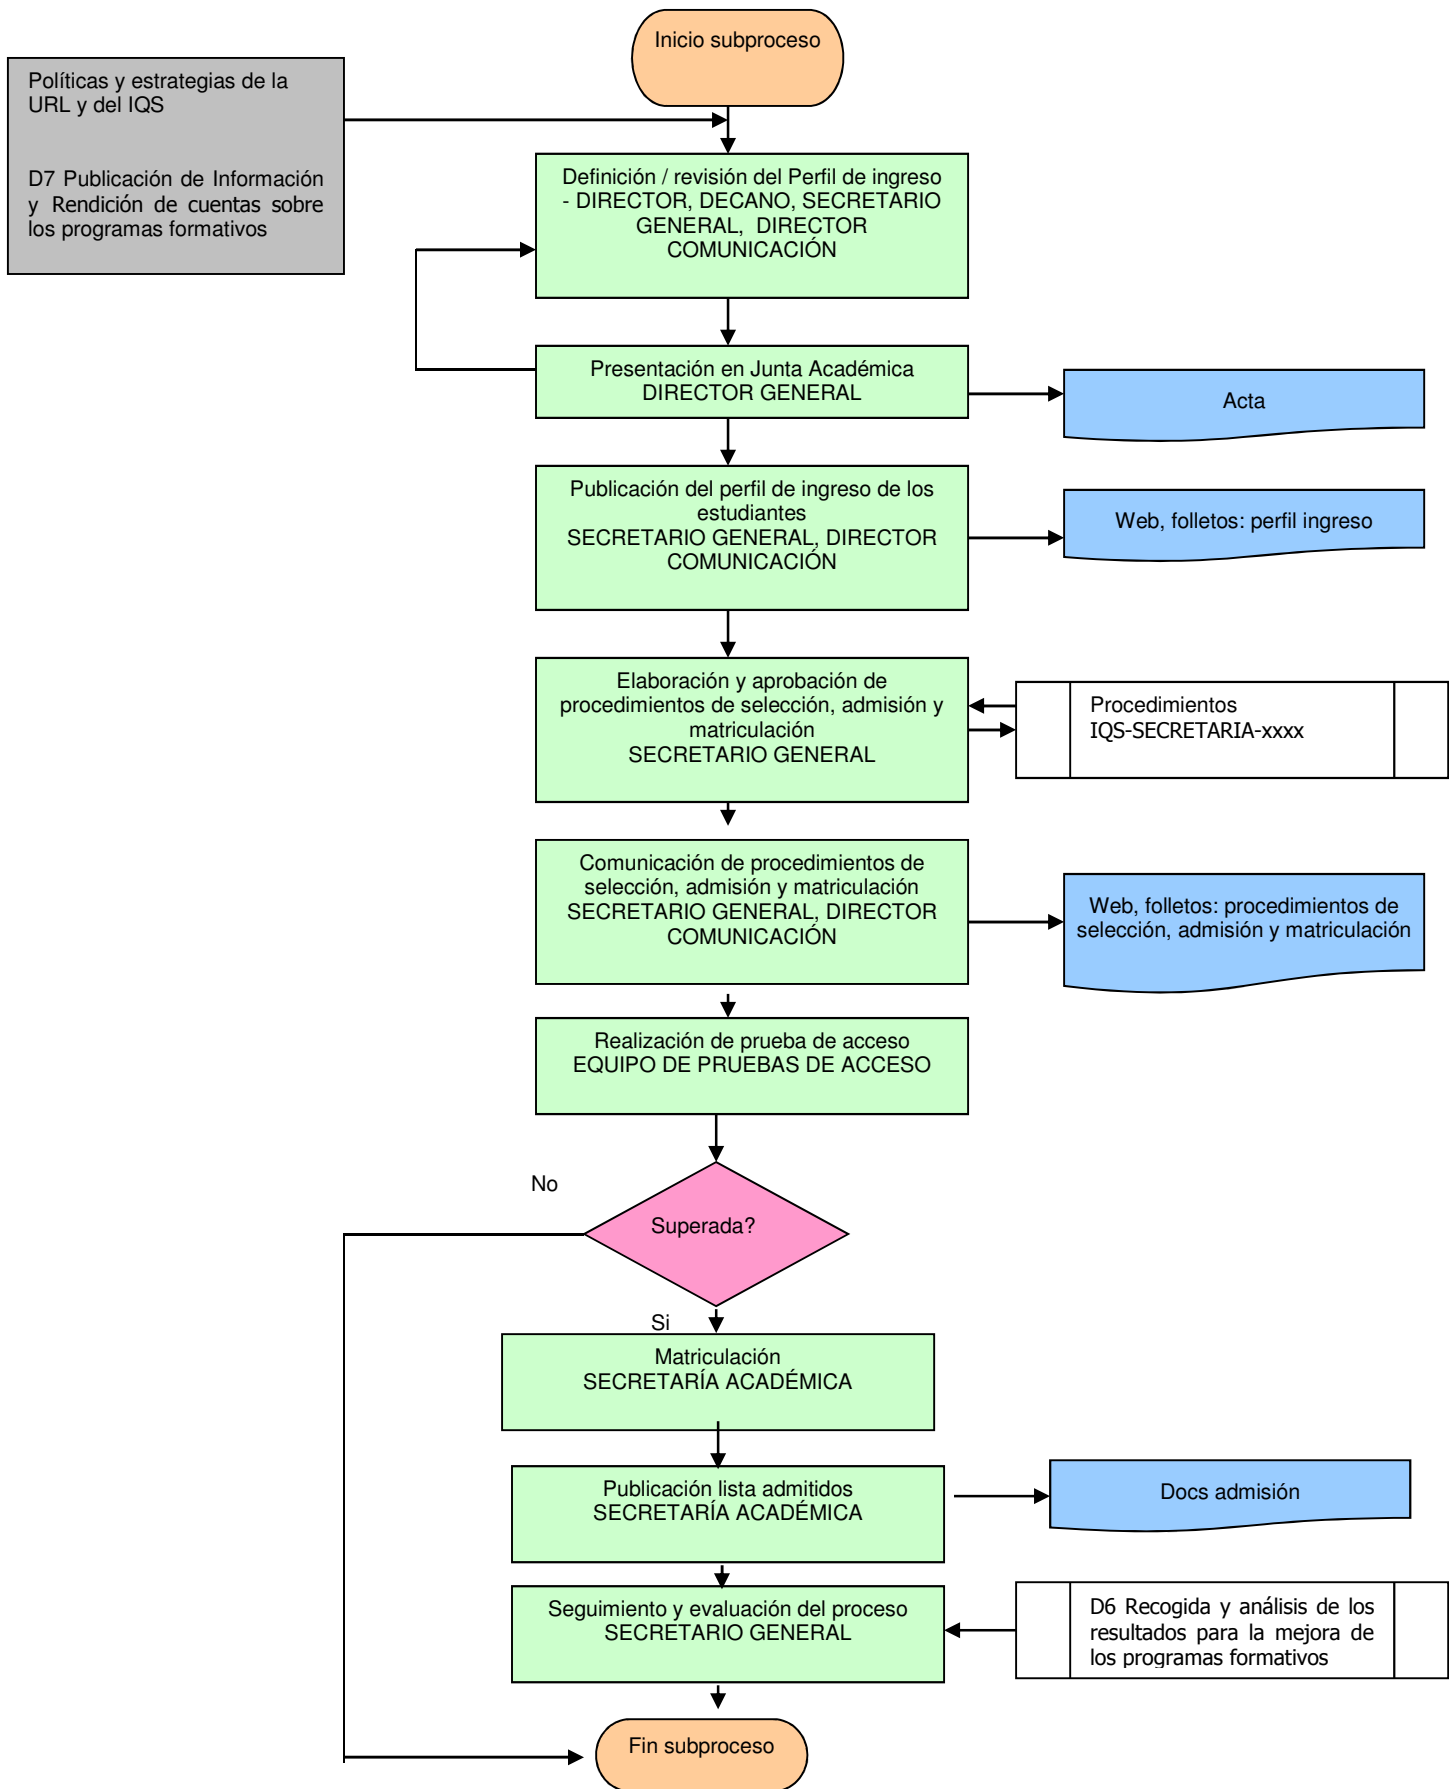 Inicio subproceso
Políticas y estrategias de la
URL y del IQS
D7 Publicación de Información
y Rendición de cuentas sobre
los programas formativos
Definición / revisión del Perfil de ingreso
- DIRECTOR, DECANO, SECRETARIO
GENERAL, DIRECTOR
COMUNICACIÓN
Presentación en Junta Académica
DIRECTOR GENERAL
Acta
Publicación del perfil de ingreso de los
estudiantes
SECRETARIO GENERAL, DIRECTOR
COMUNICACIÓN
Web, folletos: perfil ingreso
Elaboración y aprobación de
procedimientos de selección, admisión y
matriculación
SECRETARIO GENERAL
Procedimientos
IQS-SECRETARIA-xxxx
Comunicación de procedimientos de
selección, admisión y matriculación
SECRETARIO GENERAL, DIRECTOR
COMUNICACIÓN
Web, folletos: procedimientos de
selección, admisión y matriculación
Realización de prueba de acceso
EQUIPO DE PRUEBAS DE ACCESO
No
Superada?
Si
Matriculación
SECRETARÍA ACADÉMICA
Publicación lista admitidos
SECRETARÍA ACADÉMICA
Docs admisión
Seguimiento y evaluación del proceso
SECRETARIO GENERAL
D6 Recogida y análisis de los
resultados para la mejora de
los programas formativos
Fin subproceso